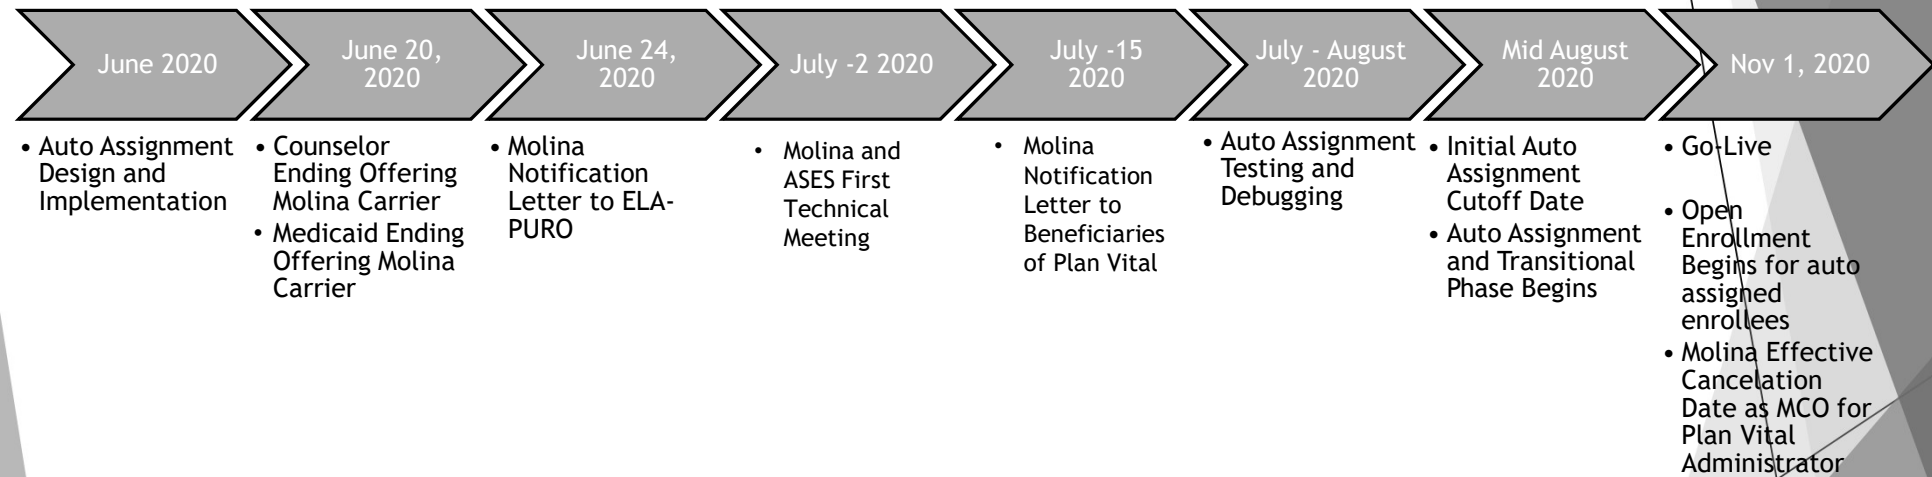 June 2020
• Auto Assignment
Design and
Implementation
June 20,
2020
• Counselor
Ending Offering
Molina Carrier
• Medicaid Ending
Offering Molina
Carrier
June 24,
2020
• Molina
Notification
Letter to ELA-
PURO
July -2 2020
• Molina and
ASES First
Technical
Meeting
July -15
2020
• Molina
Notification
Letter to
Beneficiaries
of Plan Vital
July - August
2020
• Auto Assignment
Testing and
Debugging
Mid August
2020
• Initial Auto
Assignment
Cutoff Date
• Auto Assignment
and Transitional
Phase Begins
Nov 1, 2020
• Go-Live
• Open
Enrollment
Begins for auto
assigned
enrollees
• Molina Effective
Cancelation
Date as MCO for
Plan Vital
Administrator